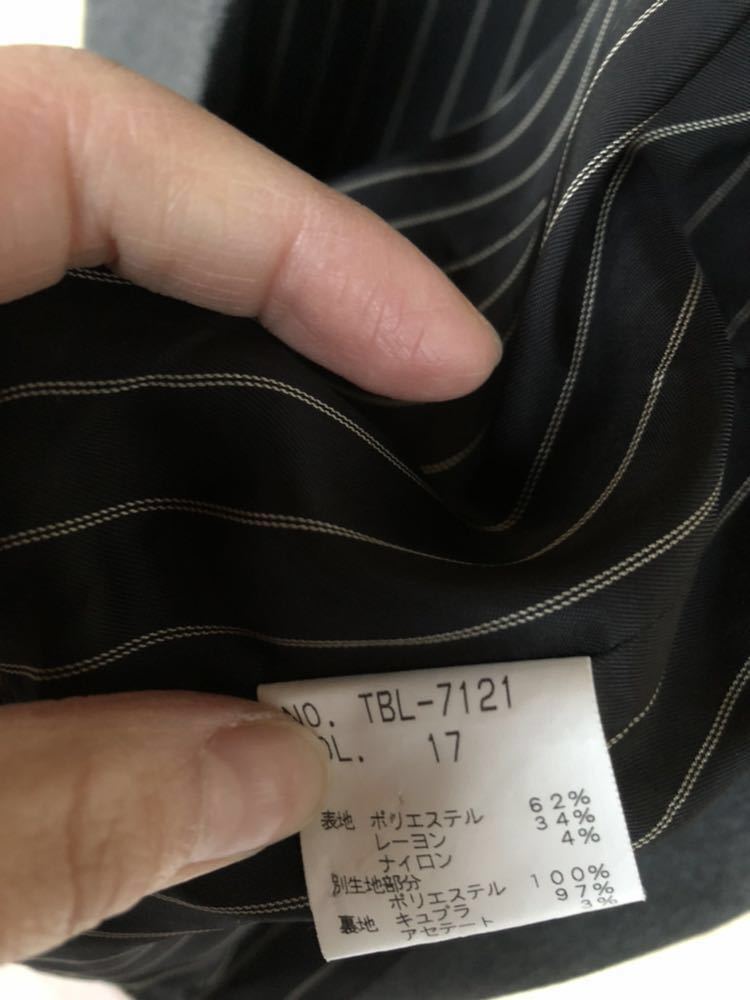 NO. TBL-7121
OL. 17
表地 ポリエステル 62%
レーヨン 34%
ナイロン 4%
別生地部分
ポリエステル 100%
裏地 キュプラ 97%
アセテート 3%